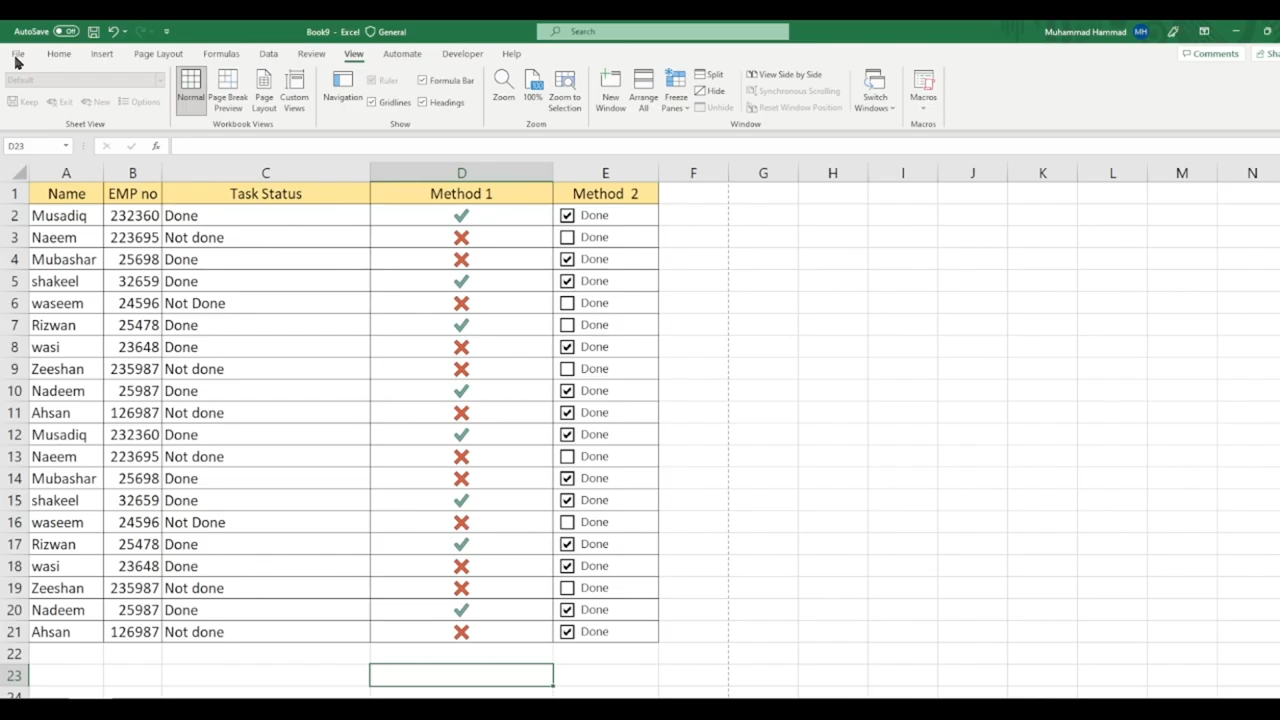 AutoSave Off Book9 - Excel General Search Muhammad Hammad MH
File Home Insert Page Layout Formulas Data Review View Automate Developer Help Comments Sha
Default Ruler Formula Bar Split View Side by Side
Keep Exit New Options Normal Page Break Preview Page Layout Custom Views Navigation Gridlines Headings Zoom 100% Zoom to Selection New Window Arrange All Freeze Panes Hide Unhide Synchronous Scrolling Reset Window Position Switch Windows Macros
Sheet View Workbook Views Show Zoom Window Macros
D23 fx
A B C D E F G H I J K L M N
1 Name EMP no Task Status Method 1 Method 2
2 Musadiq 232360 Done ✔ ☑ Done
3 Naeem 223695 Not done ✖ ☐ Done
4 Mubashar 25698 Done ✖ ☑ Done
5 shakeel 32659 Done ✔ ☑ Done
6 waseem 24596 Not Done ✖ ☐ Done
7 Rizwan 25478 Done ✔ ☐ Done
8 wasi 23648 Done ✖ ☑ Done
9 Zeeshan 235987 Not done ✖ ☐ Done
10 Nadeem 25987 Done ✔ ☑ Done
11 Ahsan 126987 Not done ✖ ☑ Done
12 Musadiq 232360 Done ✔ ☑ Done
13 Naeem 223695 Not done ✖ ☐ Done
14 Mubashar 25698 Done ✖ ☑ Done
15 shakeel 32659 Done ✔ ☑ Done
16 waseem 24596 Not Done ✖ ☐ Done
17 Rizwan 25478 Done ✔ ☑ Done
18 wasi 23648 Done ✖ ☑ Done
19 Zeeshan 235987 Not done ✖ ☐ Done
20 Nadeem 25987 Done ✔ ☑ Done
21 Ahsan 126987 Not done ✖ ☑ Done
22
23
24